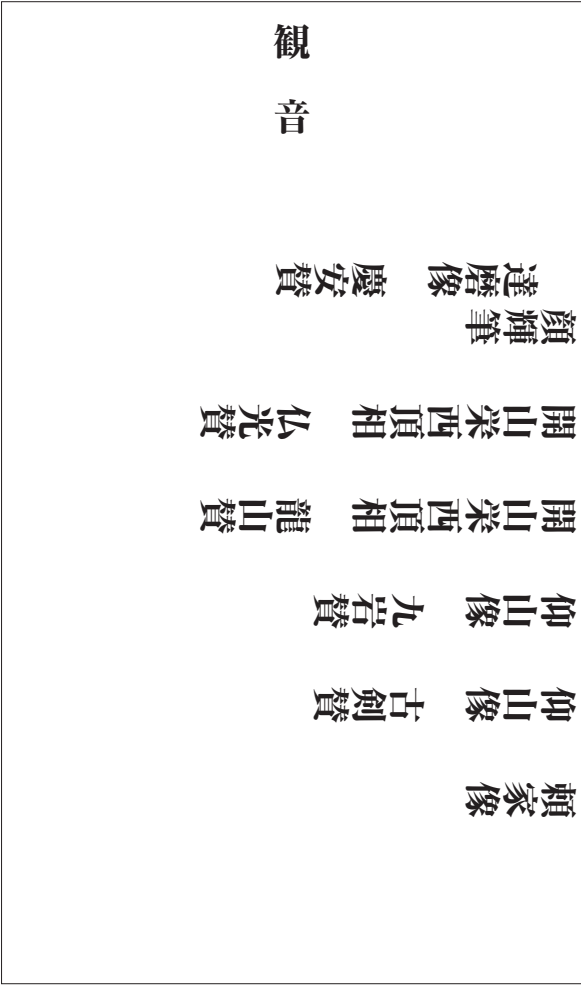 頼家像
仰山像　古剣賛
仰山像　九岩賛
開山栄西頂相　龍山賛
開山栄西頂相　仏光賛
顔輝筆
達磨像　慶安賛
観音